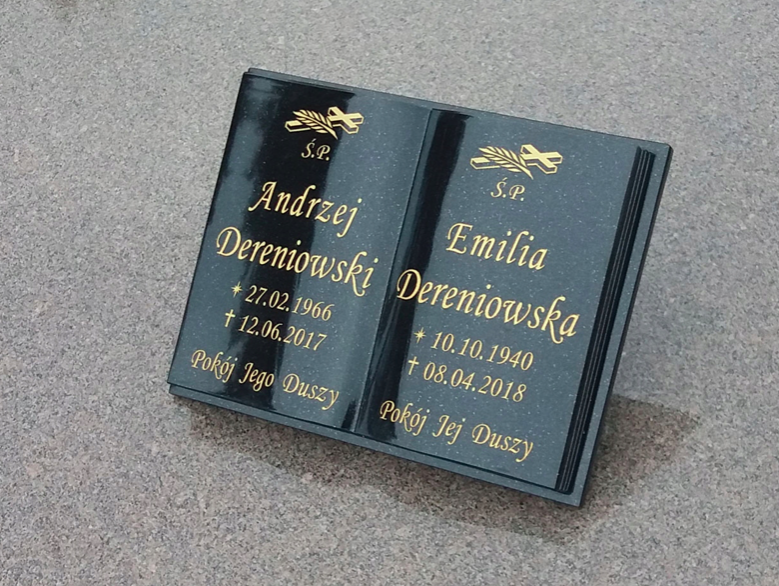 Ś.P.
Andrzej
Dereniowski
* 27.02.1966
† 12.06.2017
Pokój Jego Duszy
Ś.P.
Emilia
Dereniowska
* 10.10.1940
† 08.04.2018
Pokój Jej Duszy